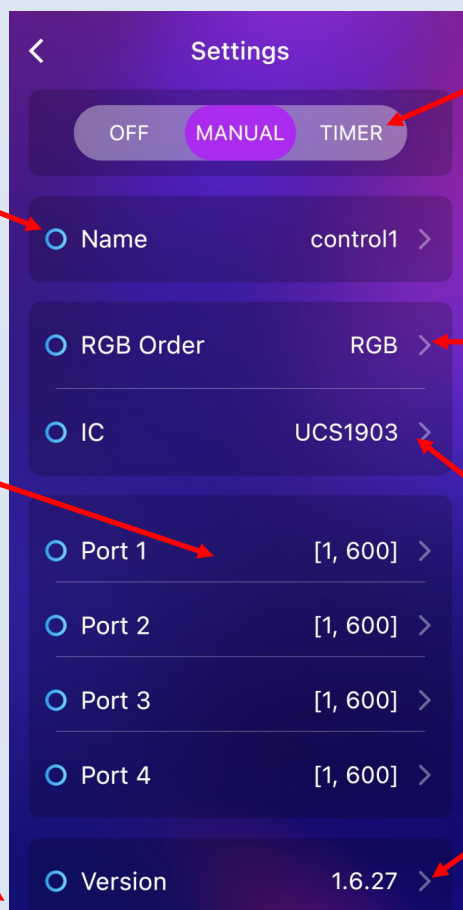 Settings
OFF MANUAL TIMER
Name control1
RGB Order RGB
IC UCS1903
Port 1 [1, 600]
Port 2 [1, 600]
Port 3 [1, 600]
Port 4 [1, 600]
Version 1.6.27